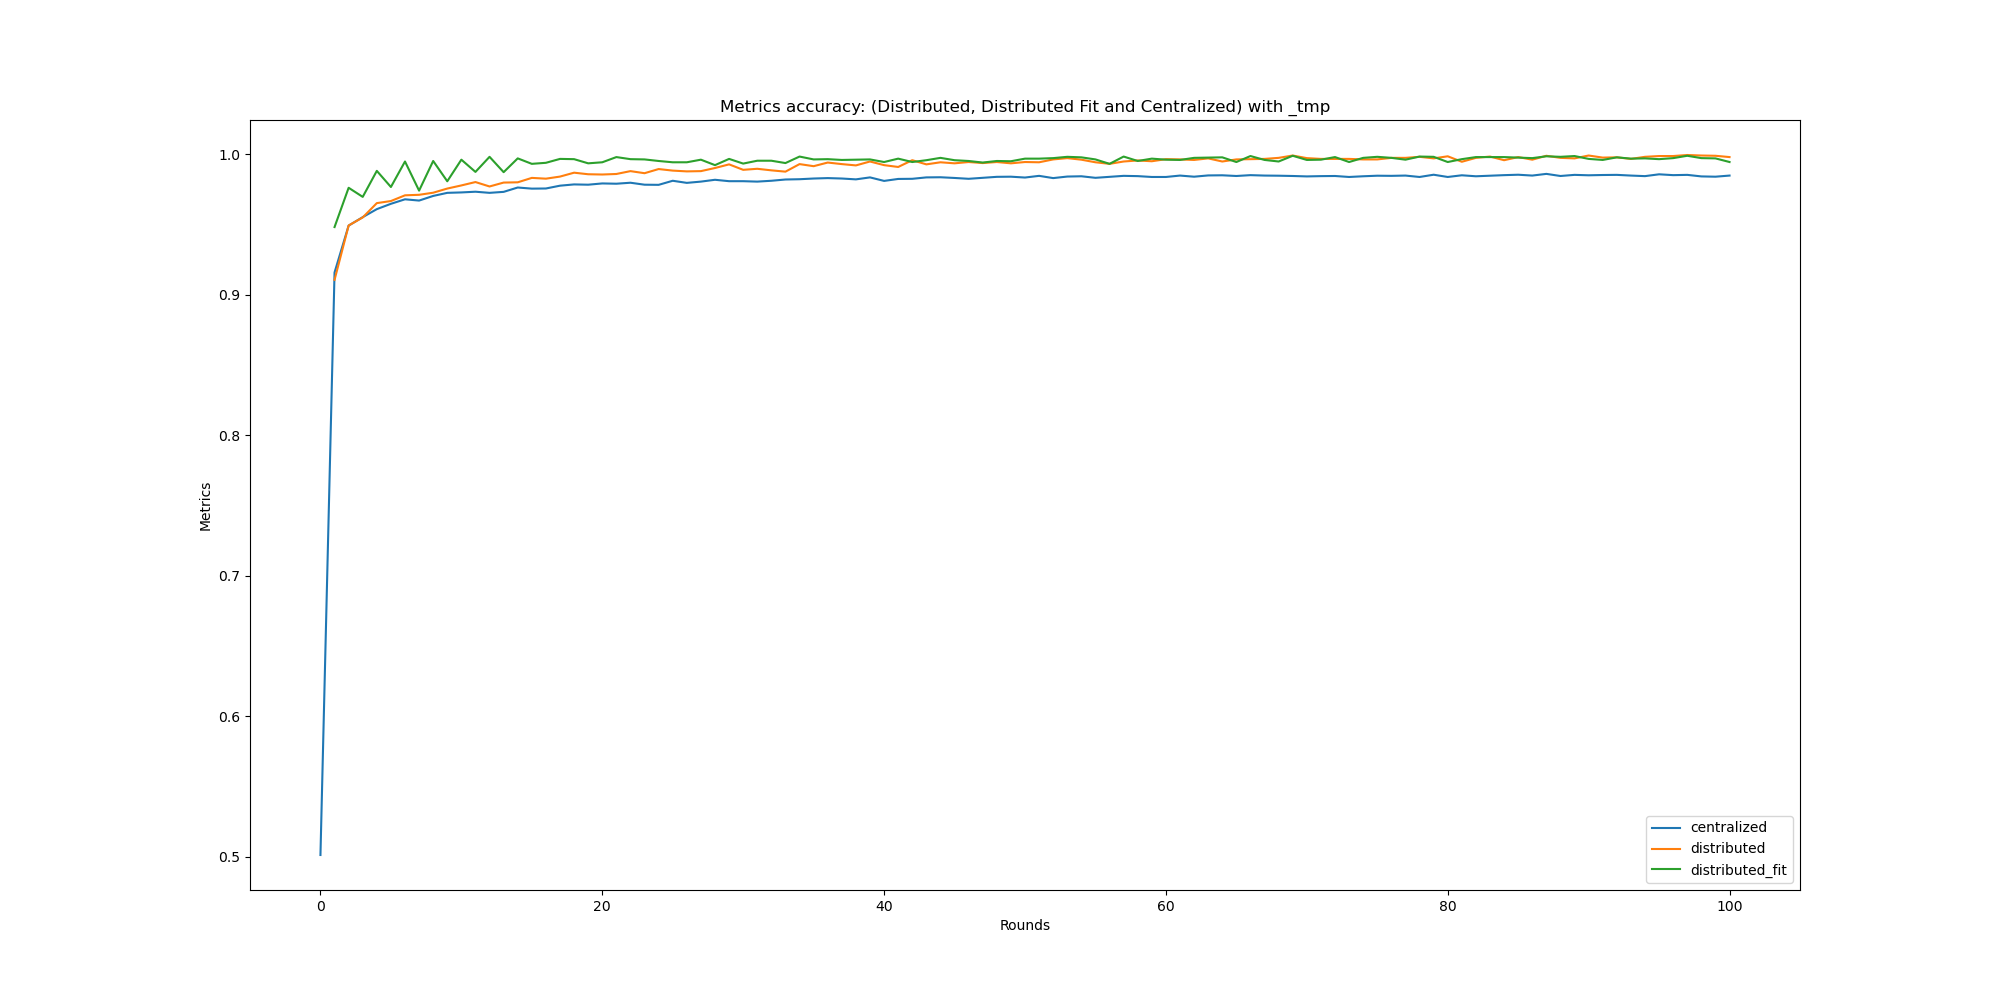 Metrics accuracy: (Distributed, Distributed Fit and Centralized) with _tmp
1.0
0.9
0.8
0.7
0.6
0.5
Metrics
0 20 40 60 80 100
Rounds
centralized
distributed
distributed_fit